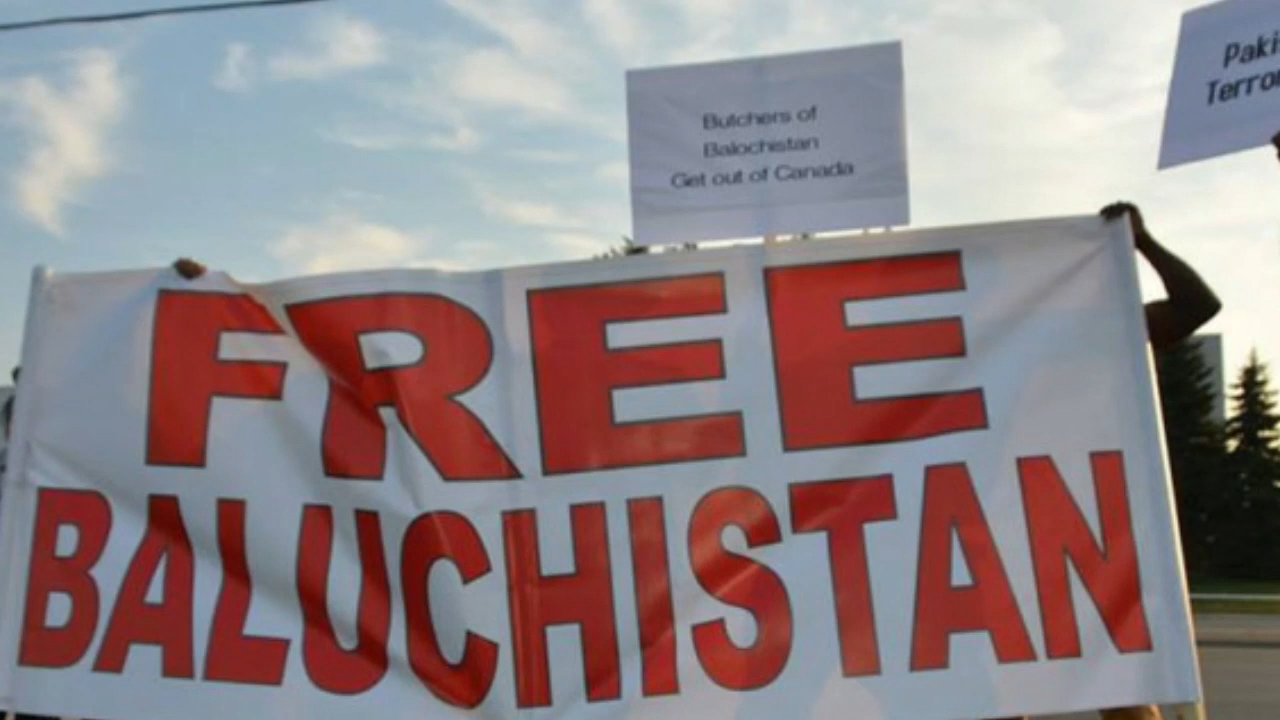 Butchers of
Balochistan
Get out of Canada
FREE
BALUCHISTAN